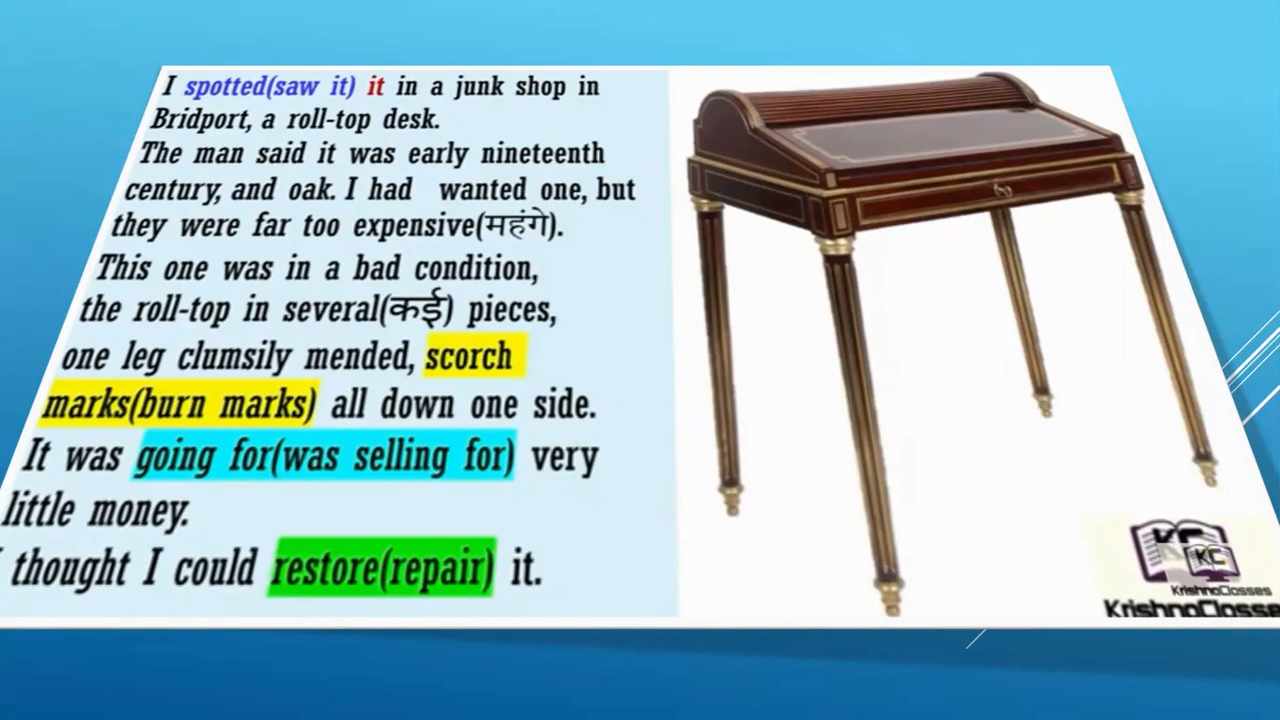 I spotted(saw it) it in a junk shop in
Bridport, a roll-top desk.
The man said it was early nineteenth
century, and oak. I had wanted one, but
they were far too expensive(महंगे).
This one was in a bad condition,
the roll-top in several(कई) pieces,
one leg clumsily mended, scorch
marks(burn marks) all down one side.
It was going for(was selling for) very
little money.
I thought I could restore(repair) it.
KC
KrishnaClasses
KrishnaClasse